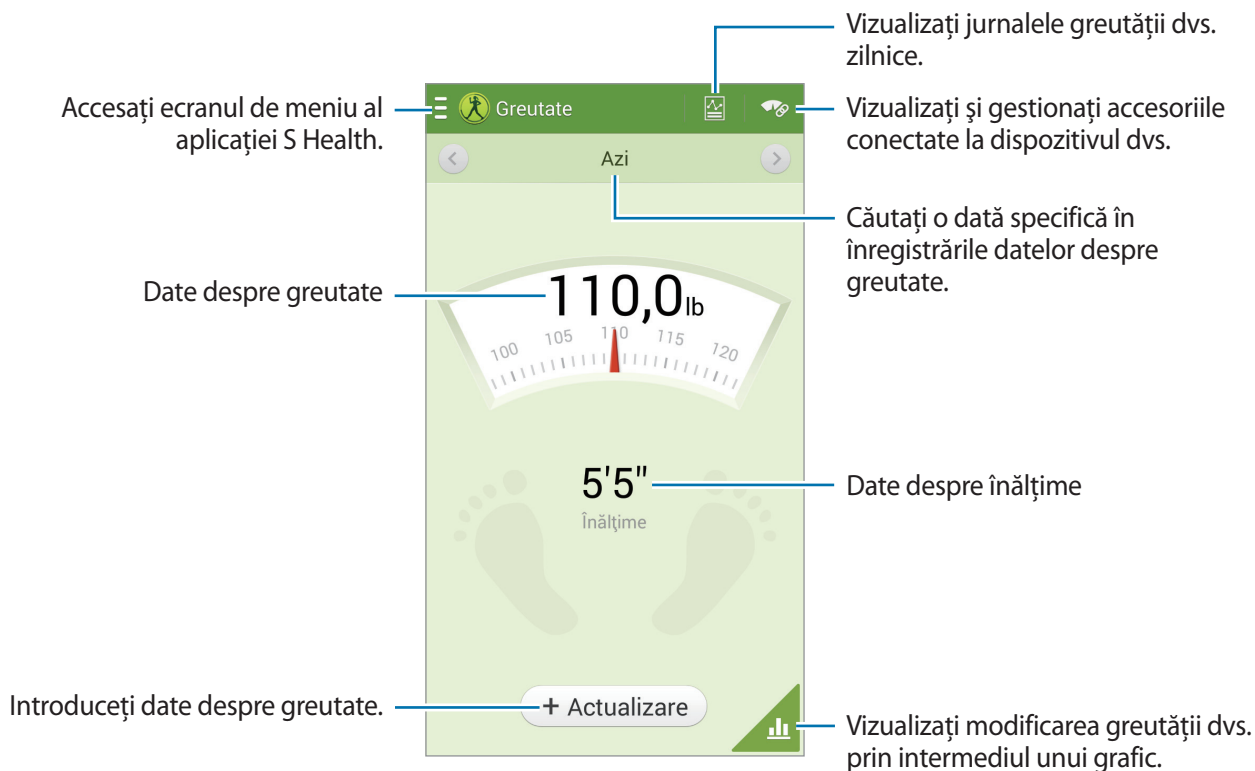 Vizualizați jurnalele greutății dvs.
zilnice.
Accesați ecranul de meniu al
aplicației S Health.
Greutate
Vizualizați şi gestionați accesoriile
conectate la dispozitivul dvs.
Azi
Căutați o dată specifică în
înregistrările datelor despre
greutate.
Date despre greutate
110,0lb
100 105 110 115 120
5'5"
Date despre înălțime
Înălţime
Introduceți date despre greutate.
+ Actualizare
Vizualizați modificarea greutății dvs.
prin intermediul unui grafic.